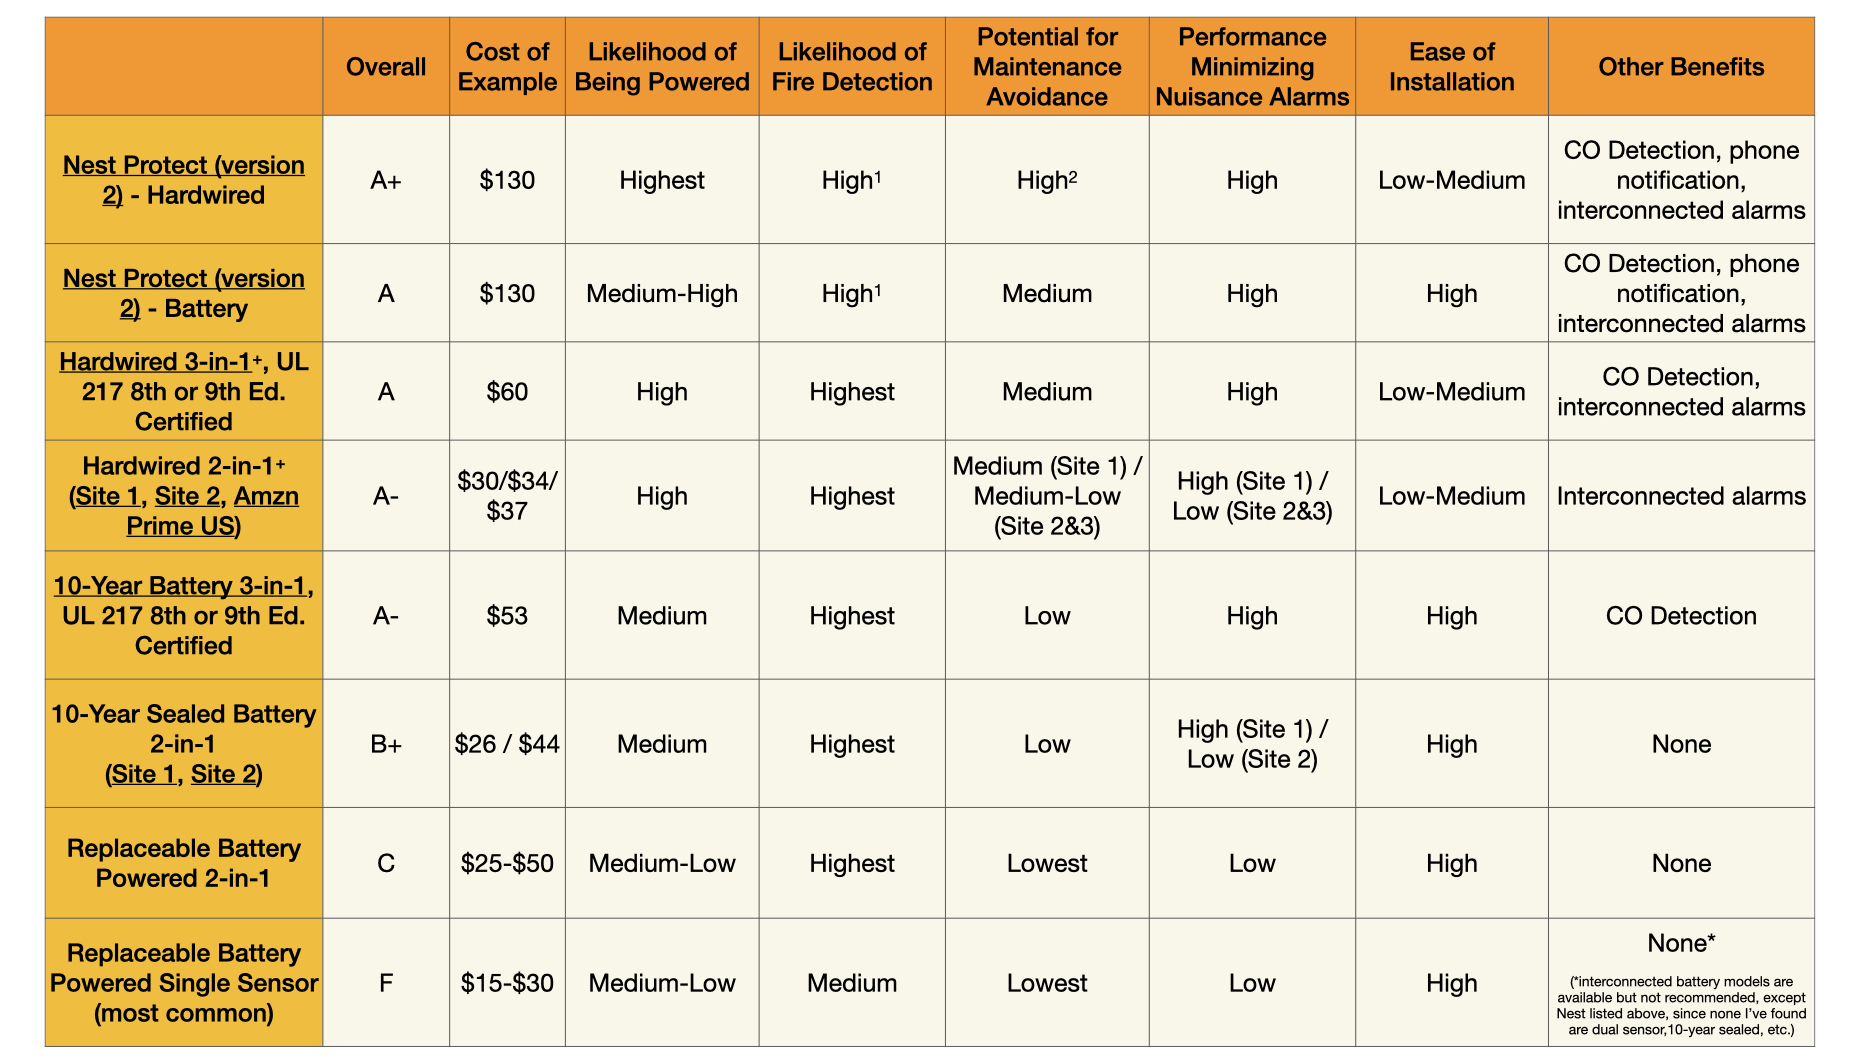 Overall
Cost of
Example
Likelihood of
Being Powered
Likelihood of
Fire Detection
Potential for
Maintenance
Avoidance
Performance
Minimizing
Nuisance Alarms
Ease of
Installation
Other Benefits
Nest Protect (version
2) - Hardwired
A+
$130
Highest
High¹
High²
High
Low-Medium
CO Detection, phone
notification,
interconnected alarms
Nest Protect (version
2) - Battery
A
$130
Medium-High
High¹
Medium
High
High
CO Detection, phone
notification,
interconnected alarms
Hardwired 3-in-1⁺, UL
217 8th or 9th Ed.
Certified
A
$60
High
Highest
Medium
High
Low-Medium
CO Detection,
interconnected alarms
Hardwired 2-in-1⁺
(Site 1, Site 2, Amzn
Prime US)
A-
$30/$34/
$37
High
Highest
Medium (Site 1) /
Medium-Low
(Site 2&3)
High (Site 1) /
Low (Site 2&3)
Low-Medium
Interconnected alarms
10-Year Battery 3-in-1,
UL 217 8th or 9th Ed.
Certified
A-
$53
Medium
Highest
Low
High
High
CO Detection
10-Year Sealed Battery
2-in-1
(Site 1, Site 2)
B+
$26 / $44
Medium
Highest
Low
High (Site 1) /
Low (Site 2)
High
None
Replaceable Battery
Powered 2-in-1
C
$25-$50
Medium-Low
Highest
Lowest
Low
High
None
Replaceable Battery
Powered Single Sensor
(most common)
F
$15-$30
Medium-Low
Medium
Lowest
Low
High
None*
(*interconnected battery models are
available but not recommended, except
Nest listed above, since none I've found
are dual sensor,10-year sealed, etc.)